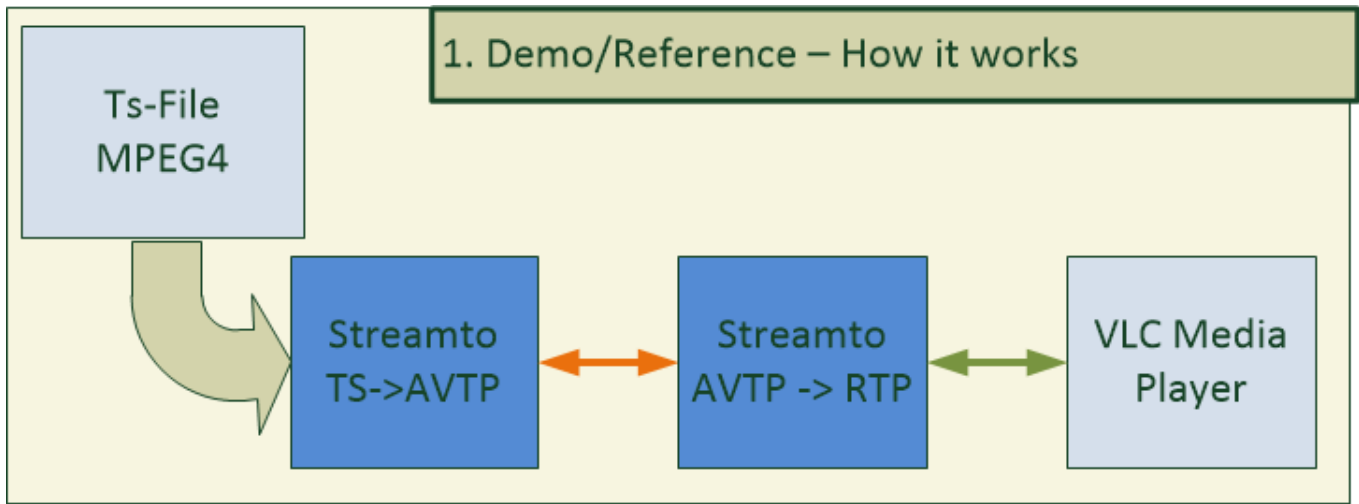 1. Demo/Reference – How it works
Ts-File
MPEG4
Streamto
TS->AVTP
Streamto
AVTP -> RTP
VLC Media
Player